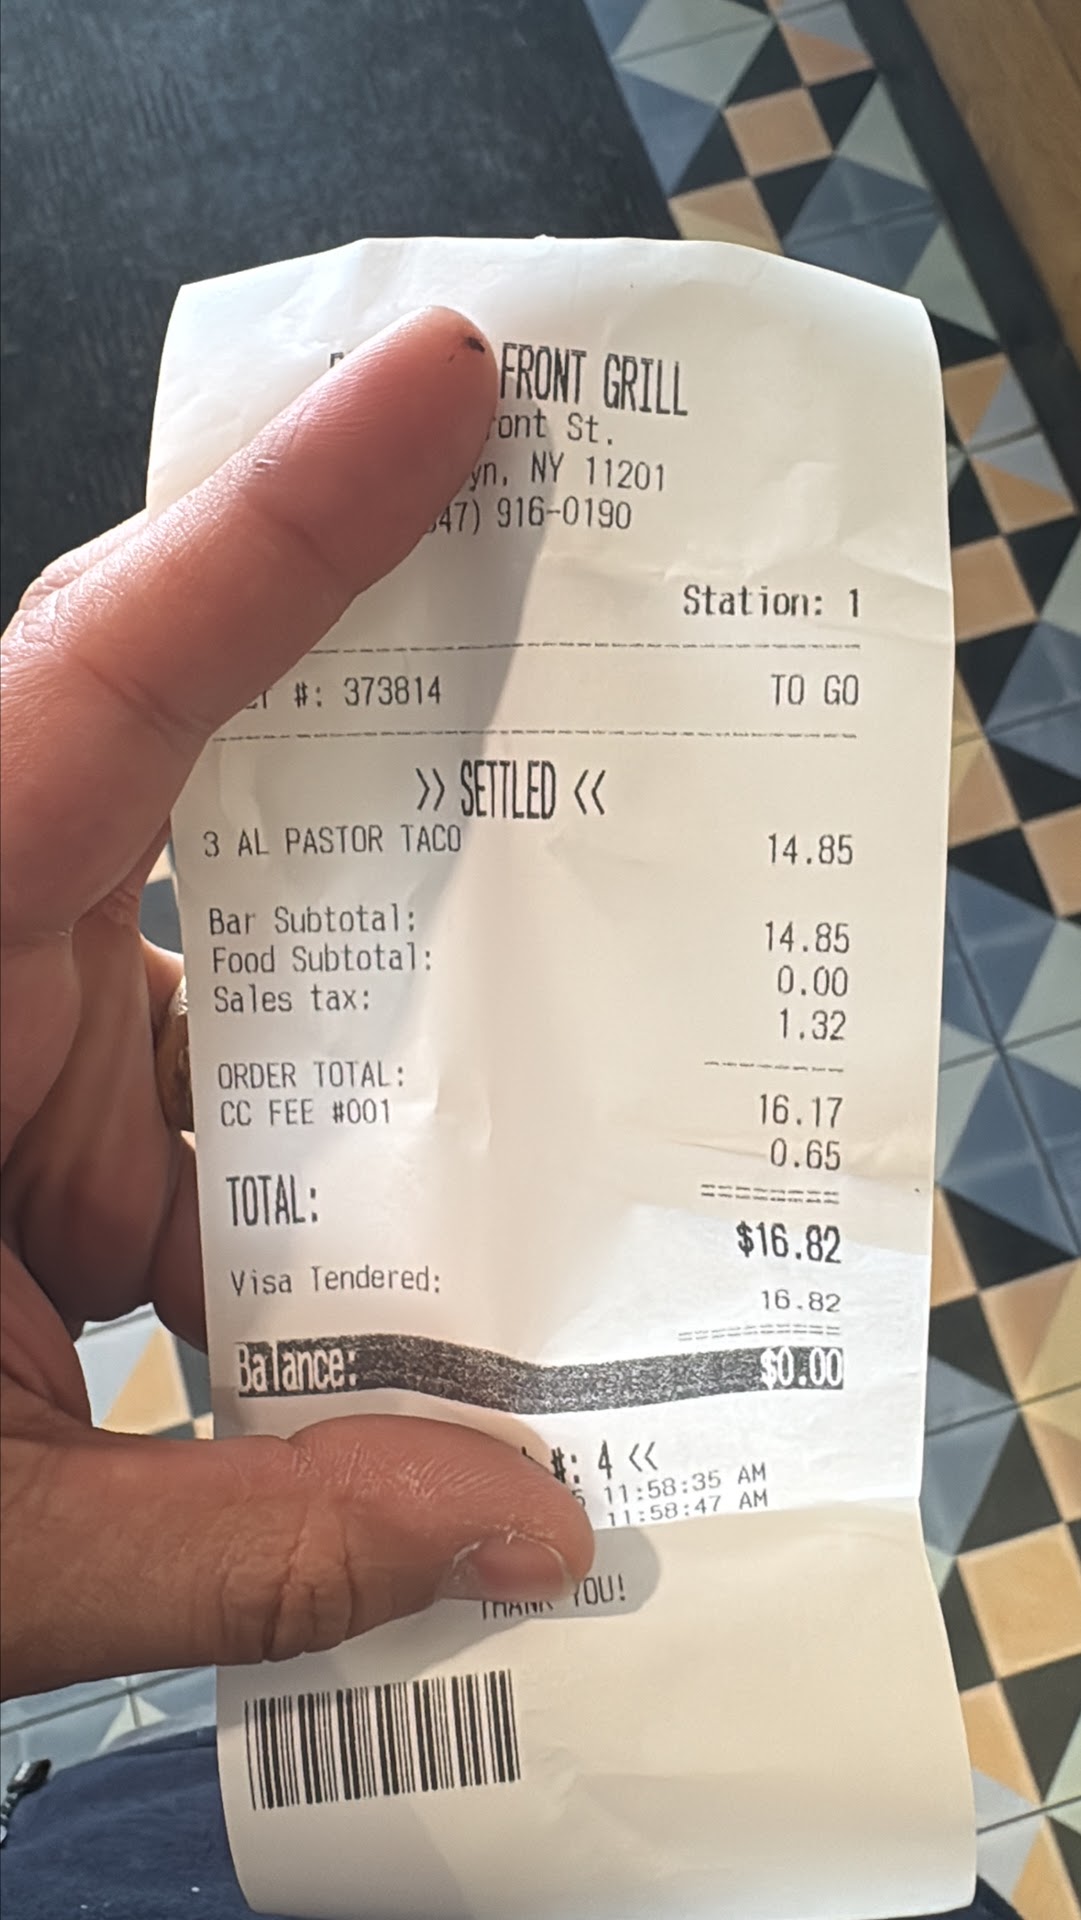 FRONT GRILL
St.
NY 11201
916-0190
Station: 1
#: 373814 TO GO
>> SETTLED <<
3 AL PASTOR TACO 14.85
Bar Subtotal: 14.85
Food Subtotal: 0.00
Sales tax: 1.32
ORDER TOTAL: 16.17
CC FEE #001 0.65
TOTAL: $16.82
Visa Tendered: 16.82
Balance: $0.00
#: 4 <<
11:58:35 AM
11:58:47 AM
THANK YOU!